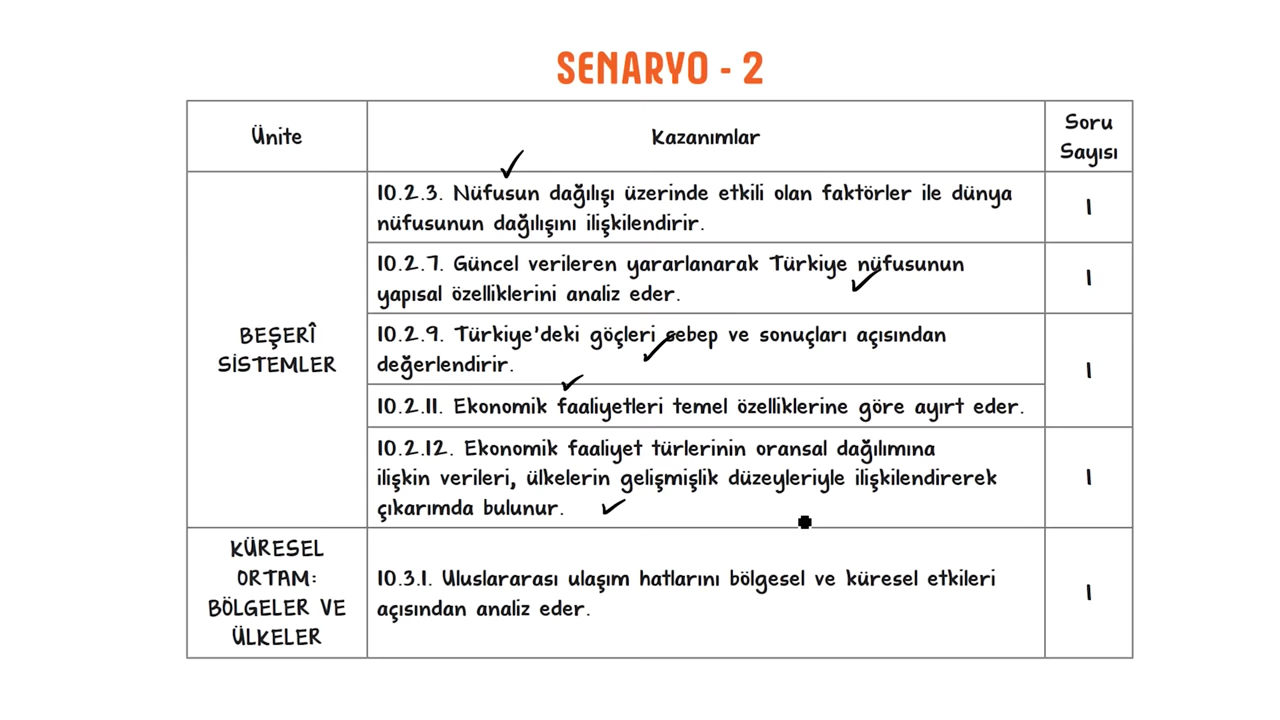 SENARYO - 2
Ünite
Kazanımlar
Soru
Sayısı
BEŞERÎ
SİSTEMLER
10.2.3. Nüfusun dağılışı üzerinde etkili olan faktörler ile dünya
nüfusunun dağılışını ilişkilendirir.
1
10.2.7. Güncel verileren yararlanarak Türkiye nüfusunun
yapısal özelliklerini analiz eder.
1
10.2.9. Türkiye'deki göçleri sebep ve sonuçları açısından
değerlendirir.
1
10.2.11. Ekonomik faaliyetleri temel özelliklerine göre ayırt eder.
10.2.12. Ekonomik faaliyet türlerinin oransal dağılımına
ilişkin verileri, ülkelerin gelişmişlik düzeyleriyle ilişkilendirerek
çıkarımda bulunur.
1
KÜRESEL
ORTAM:
BÖLGELER VE
ÜLKELER
10.3.1. Uluslararası ulaşım hatlarını bölgesel ve küresel etkileri
açısından analiz eder.
1